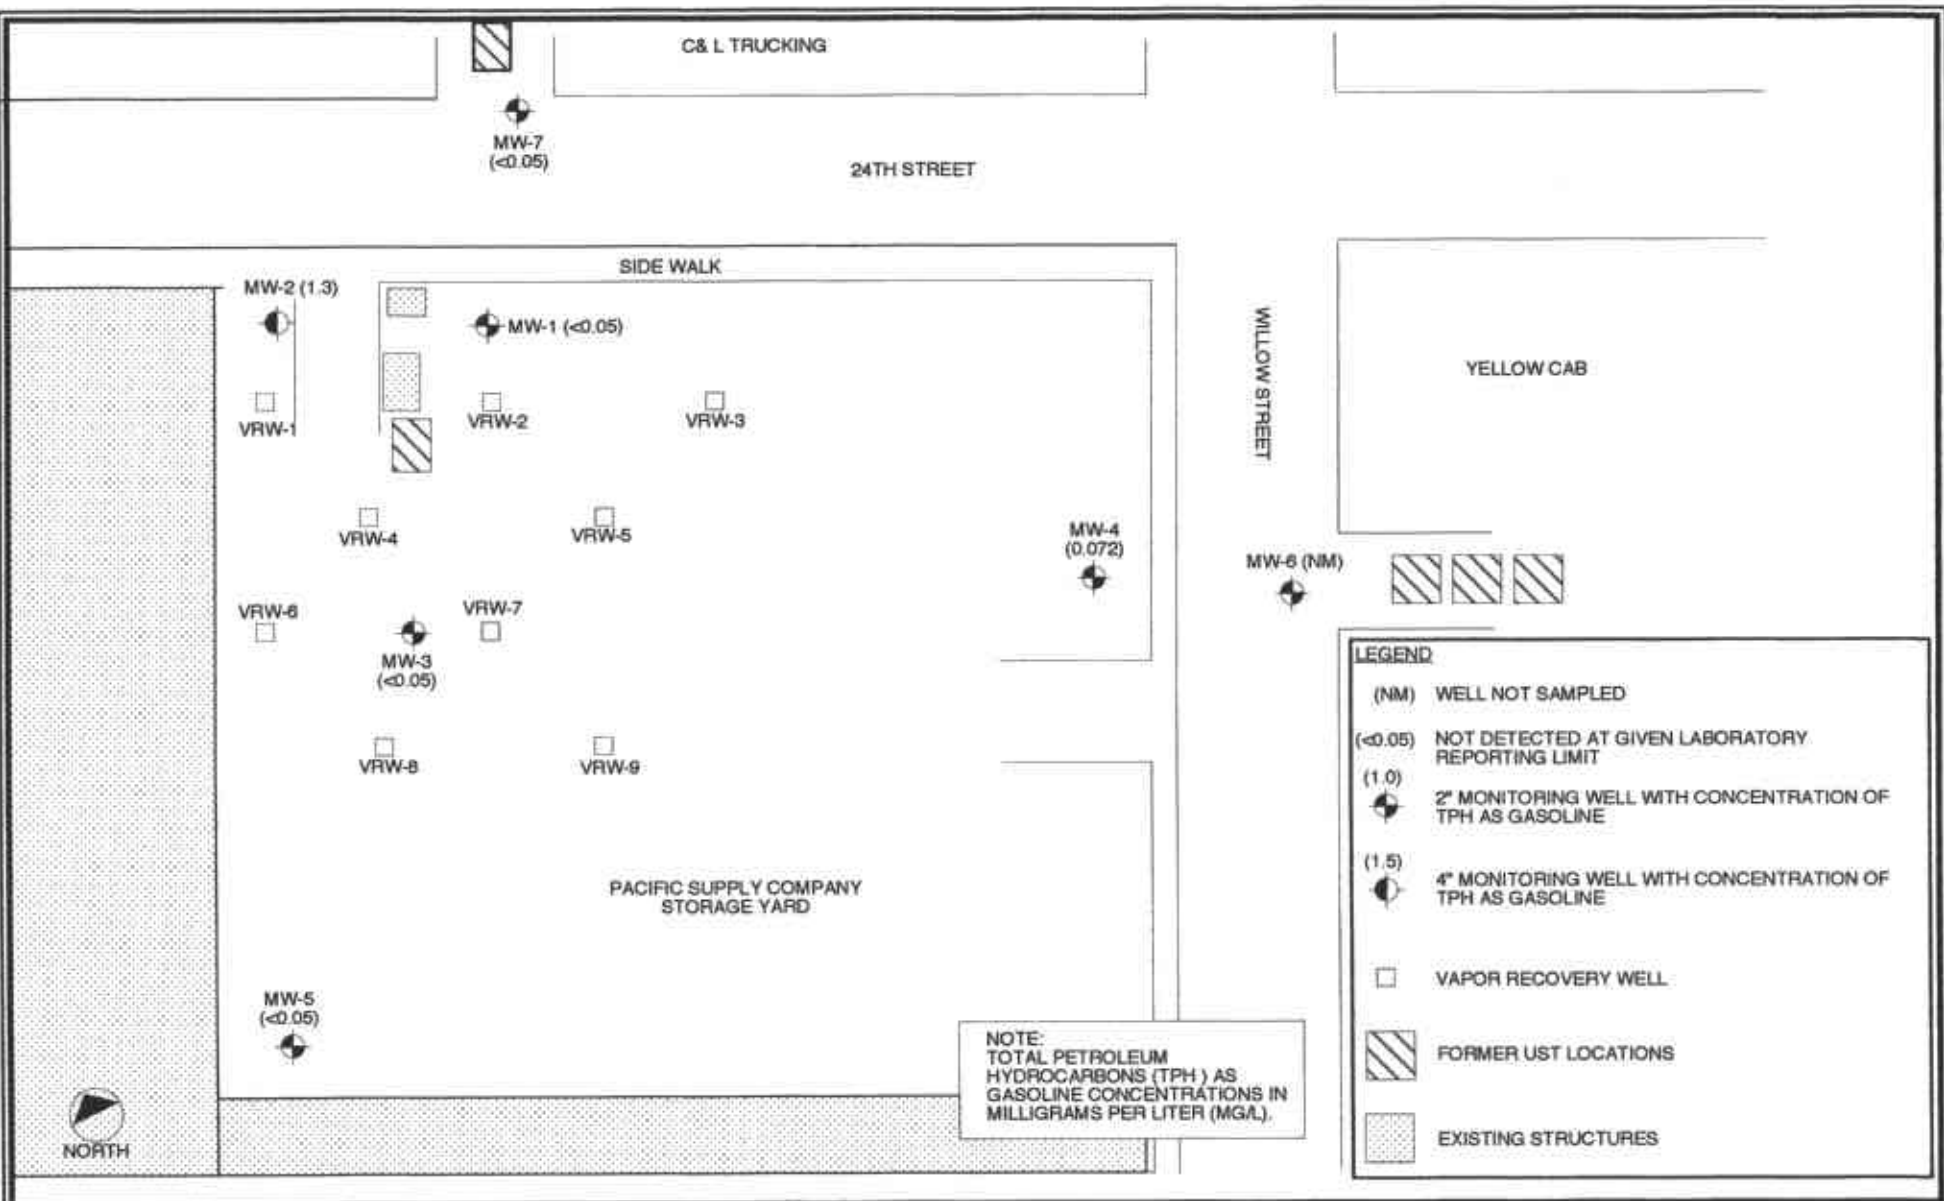 C& L TRUCKING
MW-7
(<0.05)
24TH STREET
SIDE WALK
MW-2 (1.3)
MW-1 (<0.05)
WILLOW STREET
YELLOW CAB
VRW-1
VRW-2
VRW-3
VRW-4
VRW-5
MW-4
(0.072)
MW-6 (NM)
VRW-6
VRW-7
MW-3
(<0.05)
VRW-8
VRW-9
PACIFIC SUPPLY COMPANY
STORAGE YARD
MW-5
(<0.05)
NORTH
NOTE:
TOTAL PETROLEUM
HYDROCARBONS (TPH ) AS
GASOLINE CONCENTRATIONS IN
MILLIGRAMS PER LITER (MG/L).
LEGEND
(NM) WELL NOT SAMPLED
(<0.05) NOT DETECTED AT GIVEN LABORATORY
REPORTING LIMIT
(1.0)
2" MONITORING WELL WITH CONCENTRATION OF
TPH AS GASOLINE
(1.5)
4" MONITORING WELL WITH CONCENTRATION OF
TPH AS GASOLINE
VAPOR RECOVERY WELL
FORMER UST LOCATIONS
EXISTING STRUCTURES